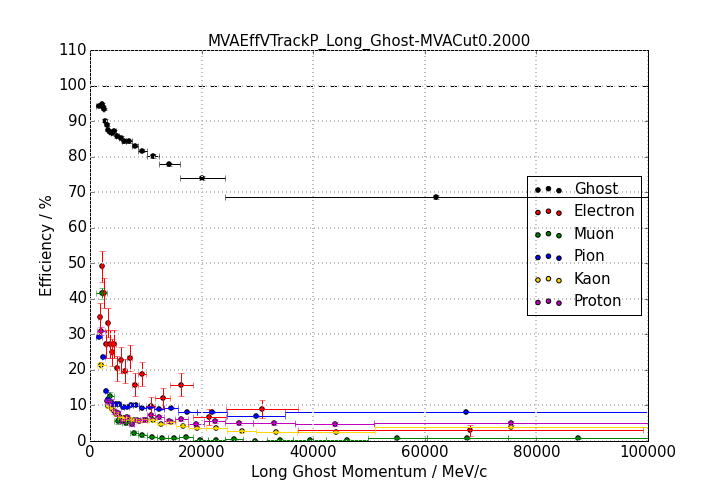 MVAEffVTrackP_Long_Ghost-MVACut0.2000
110
100
90
80
70
60
50
40
30
20
10
0
Efficiency / %
Ghost
Electron
Muon
Pion
Kaon
Proton
0 20000 40000 60000 80000 100000
Long Ghost Momentum / MeV/c